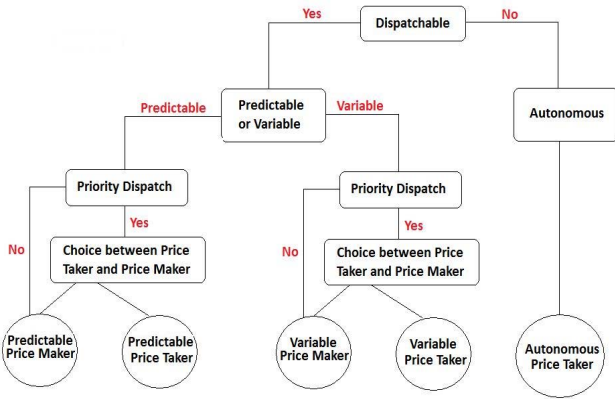 Yes
Dispatchable
No
Predictable
Predictable
or Variable
Variable
Autonomous
Priority Dispatch
Priority Dispatch
Yes
Yes
No
Choice between Price
Taker and Price Maker
No
Choice between Price
Taker and Price Maker
Predictable
Price Maker
Predictable
Price Taker
Variable
Price Maker
Variable
Price Taker
Autonomous
Price Taker